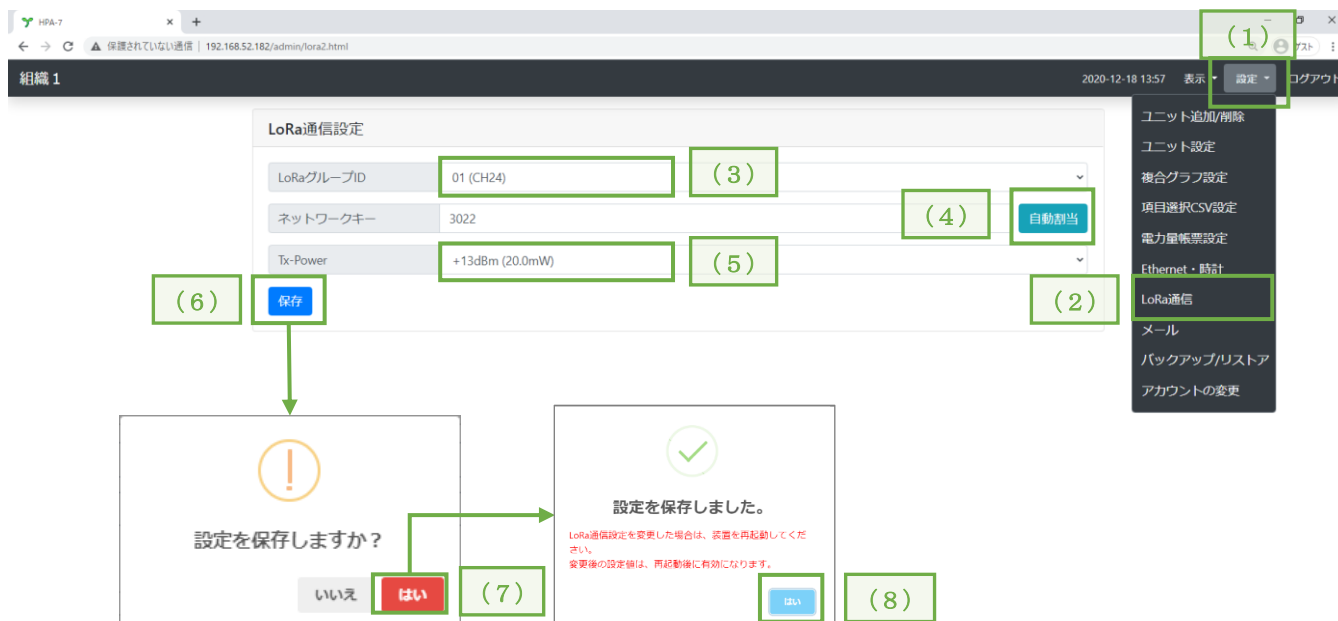 HPA-7
保護されていない通信 | 192.168.52.182/admin/lora2.html
ゲスト
(1)
組織 1
2020-12-18 13:57 表示 設定 ログアウト
ユニット追加/削除
ユニット設定
複合グラフ設定
項目選択CSV設定
電力量帳票設定
Ethernet・時計
LoRa通信
メール
バックアップ/リストア
アカウントの変更
(2)
LoRa通信設定
LoRaグループID 01 (CH24)
(3)
ネットワークキー 3022
(4)
自動割当
Tx-Power +13dBm (20.0mW)
(5)
(6)
保存
設定を保存しますか？
いいえ はい
(7)
設定を保存しました。
LoRa通信設定を変更した場合は、装置を再起動してくだ
さい。
変更後の設定値は、再起動後に有効になります。
はい
(8)